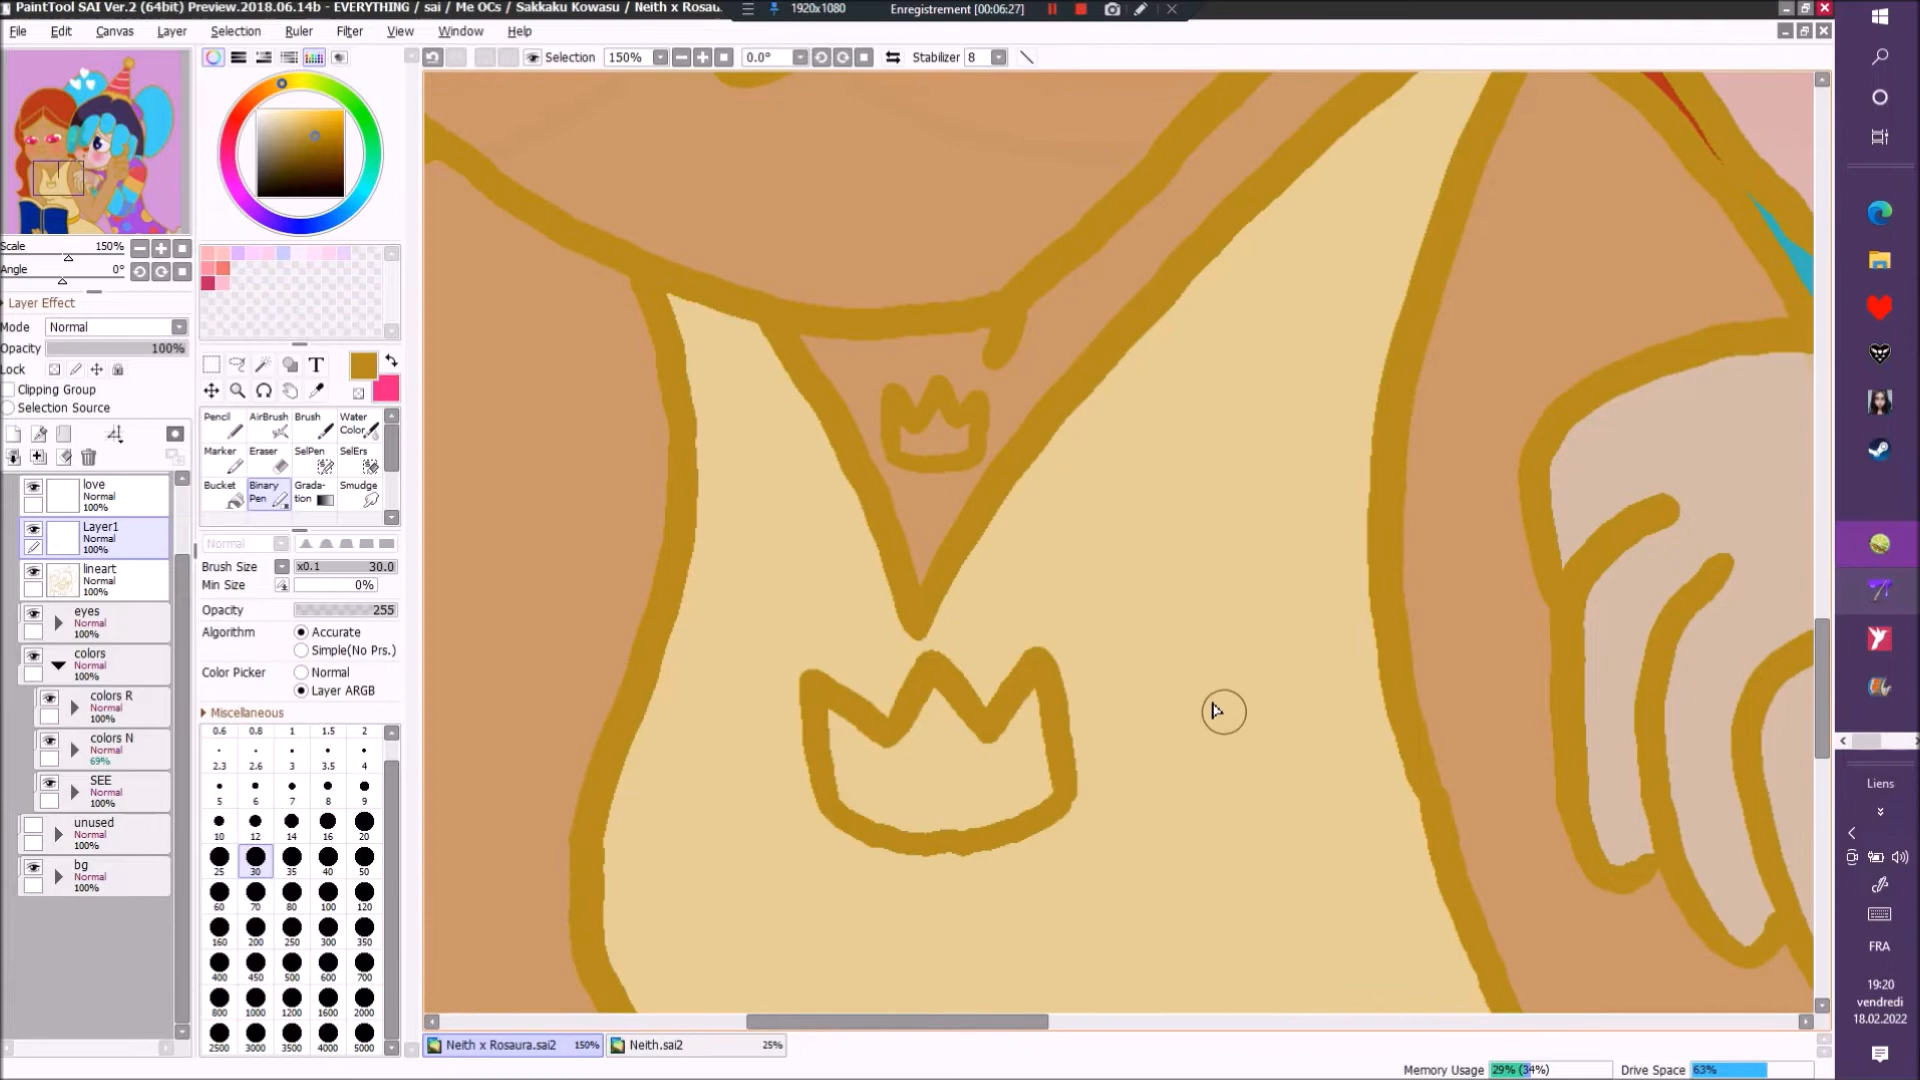 PaintTool SAI Ver.2 (64bit) Preview.2018.06.14b - EVERYTHING / sai / Me OCs / Sakkaku Kowasu / Neith x Rosau...
1920x1080
Enregistrement [00:06:27]
File Edit Canvas Layer Selection Ruler Filter View Window Help
Selection 150% 0.0° Stabilizer 8
Scale 150%
Angle 0°
Layer Effect
Mode Normal
Opacity 100%
Lock
Clipping Group
Selection Source
love
Normal
100%
Layer1
Normal
100%
lineart
Normal
100%
eyes
Normal
100%
colors
Normal
100%
colors R
Normal
100%
colors N
Normal
69%
SEE
Normal
100%
unused
Normal
100%
bg
Normal
100%
T
Pencil AirBrush Brush Water Color
Marker Eraser SelPen SelErs
Bucket Binary Pen Grada-tion Smudge
Normal
Brush Size x0.1 30.0
Min Size 0%
Opacity 255
Algorithm Accurate
Simple(No Prs.)
Color Picker Normal
Layer ARGB
Miscellaneous
0.6 0.8 1 1.5 2
2.3 2.6 3 3.5 4
5 6 7 8 9
10 12 14 16 20
25 30 35 40 50
60 70 80 100 120
160 200 250 300 350
400 450 500 600 700
800 1000 1200 1600 2000
2500 3000 3500 4000 5000
Neith x Rosaura.sai2 150% Neith.sai2 25%
Memory Usage 29% (34%) Drive Space 63%
Liens
FRA
19:20
vendredi
18.02.2022